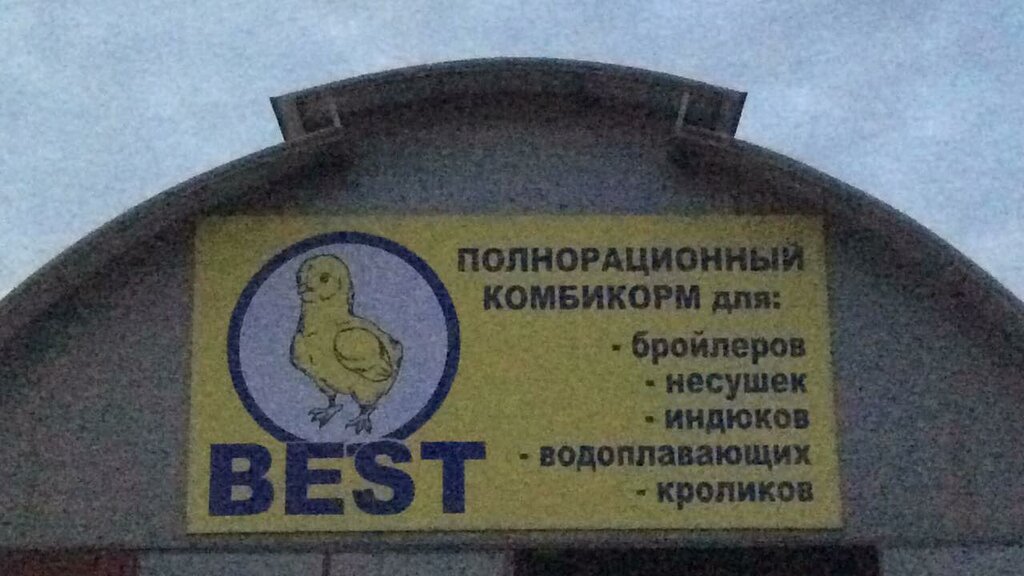 ПОЛНОРАЦИОННЫЙ
КОМБИКОРМ для:
- бройлеров
- несушек
- индюков
- водоплавающих
- кроликов
BEST